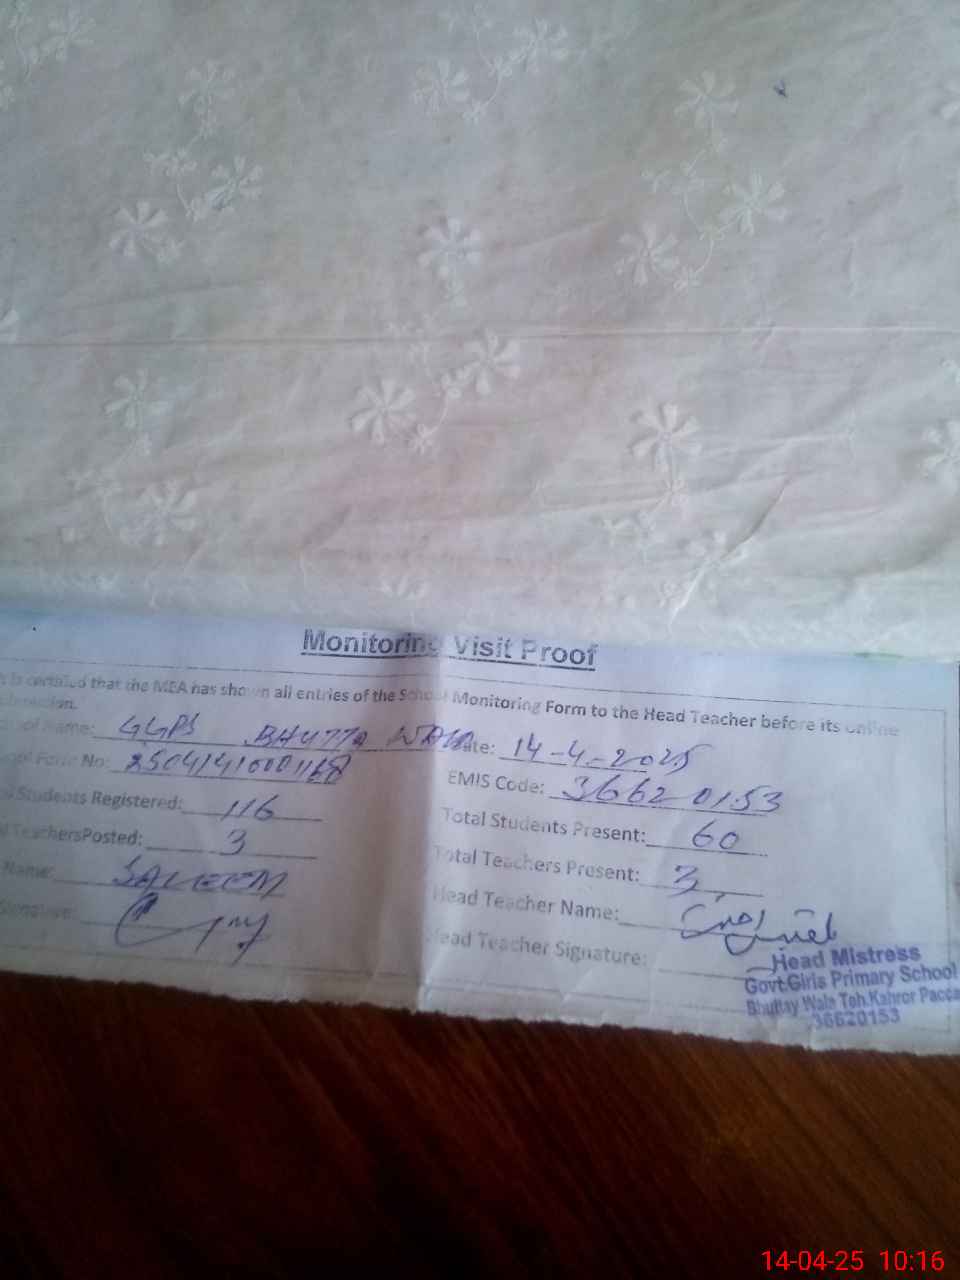 Monitoring Visit Proof
is certified that the MEA has shown all entries of the School Monitoring Form to the Head Teacher before its online
submission.
School Name: GGPS BHUTTA WALA Date: 14-4-2025
School Form No: EMIS Code: 36620153
Students Registered: 116 Total Students Present: 60
Teachers Posted: 3 Total Teachers Present: 3
Name: SALEEM Head Teacher Name:
Signature: Head Teacher Signature:
Head Mistress
Govt.Girls Primary School
Bhuttay Wala Teh.Kahror Pacca
36620153
14-04-25 10:16